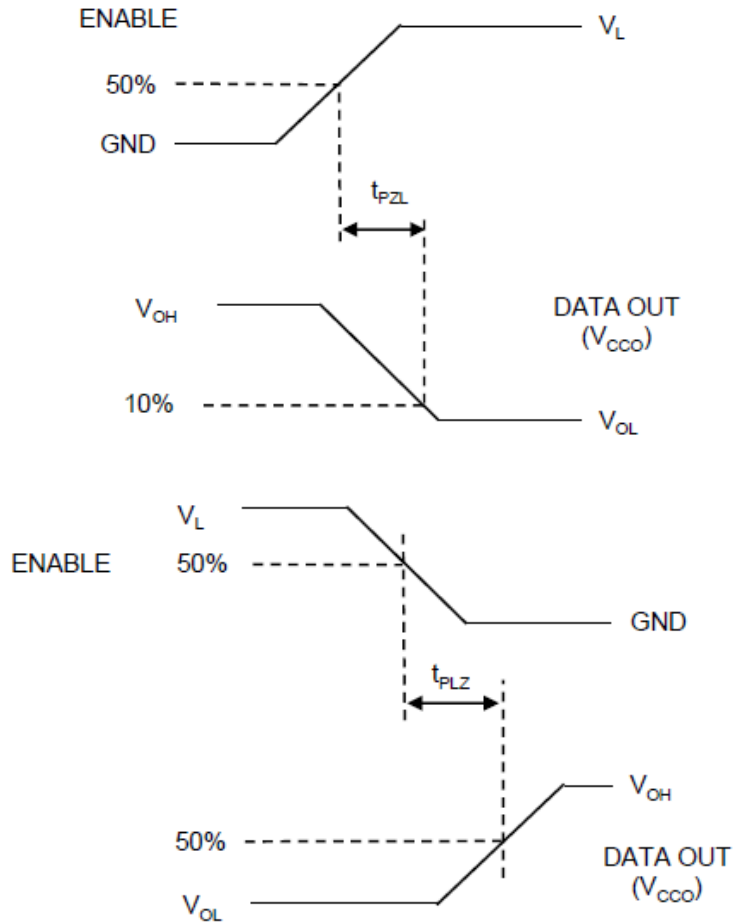 ENABLE
V_L
50%
GND
t_PZL
V_OH
DATA OUT
(V_CCO)
10%
V_OL
V_L
ENABLE 50%
GND
t_PLZ
V_OH
50%
DATA OUT
(V_CCO)
V_OL